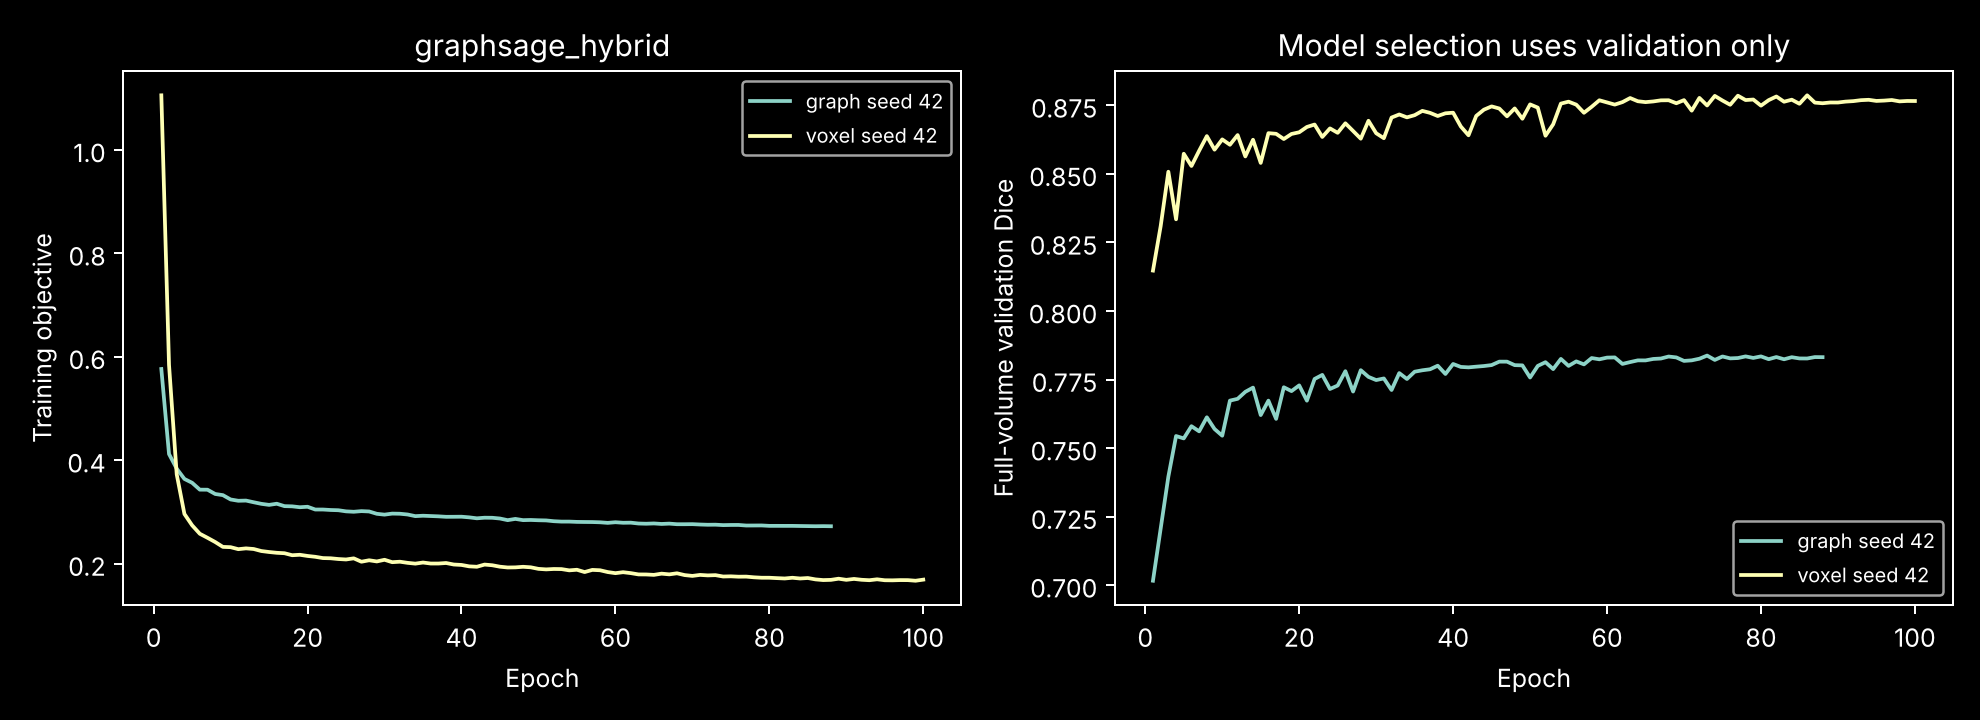 graphsage_hybrid
Training objective
1.0
0.8
0.6
0.4
0.2
graph seed 42
voxel seed 42
0
20
40
60
80
100
Epoch
Model selection uses validation only
Full-volume validation Dice
0.875
0.850
0.825
0.800
0.775
0.750
0.725
0.700
graph seed 42
voxel seed 42
0
20
40
60
80
100
Epoch